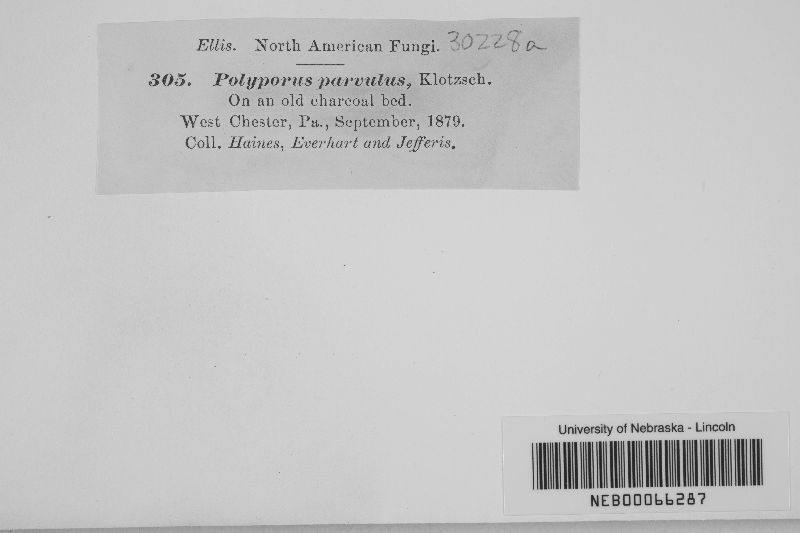 Ellis. North American Fungi. 30228a
305. Polyporus parvulus, Klotzsch.
On an old charcoal bed.
West Chester, Pa., September, 1879.
Coll. Haines, Everhart and Jefferis.
University of Nebraska - Lincoln
NEB00066287